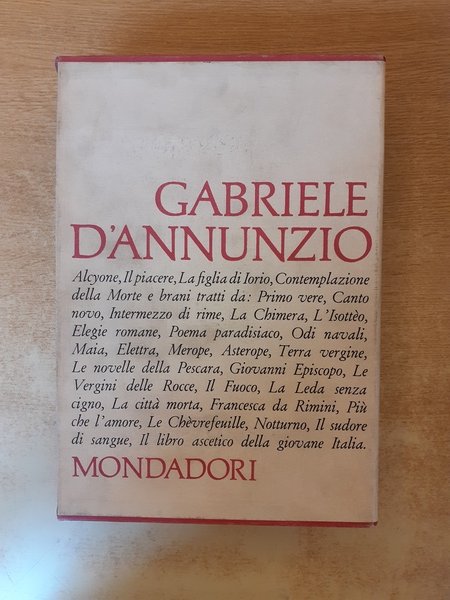 GABRIELE
D'ANNUNZIO
Alcyone, Il piacere, La figlia di Iorio, Contemplazione
della Morte e brani tratti da: Primo vere, Canto
novo, Intermezzo di rime, La Chimera, L'Isottèo,
Elegie romane, Poema paradisiaco, Odi navali,
Maia, Elettra, Merope, Asterope, Terra vergine,
Le novelle della Pescara, Giovanni Episcopo, Le
Vergini delle Rocce, Il Fuoco, La Leda senza
cigno, La città morta, Francesca da Rimini, Più
che l'amore, Le Chèvrefeuille, Notturno, Il sudore
di sangue, Il libro ascetico della giovane Italia.
MONDADORI